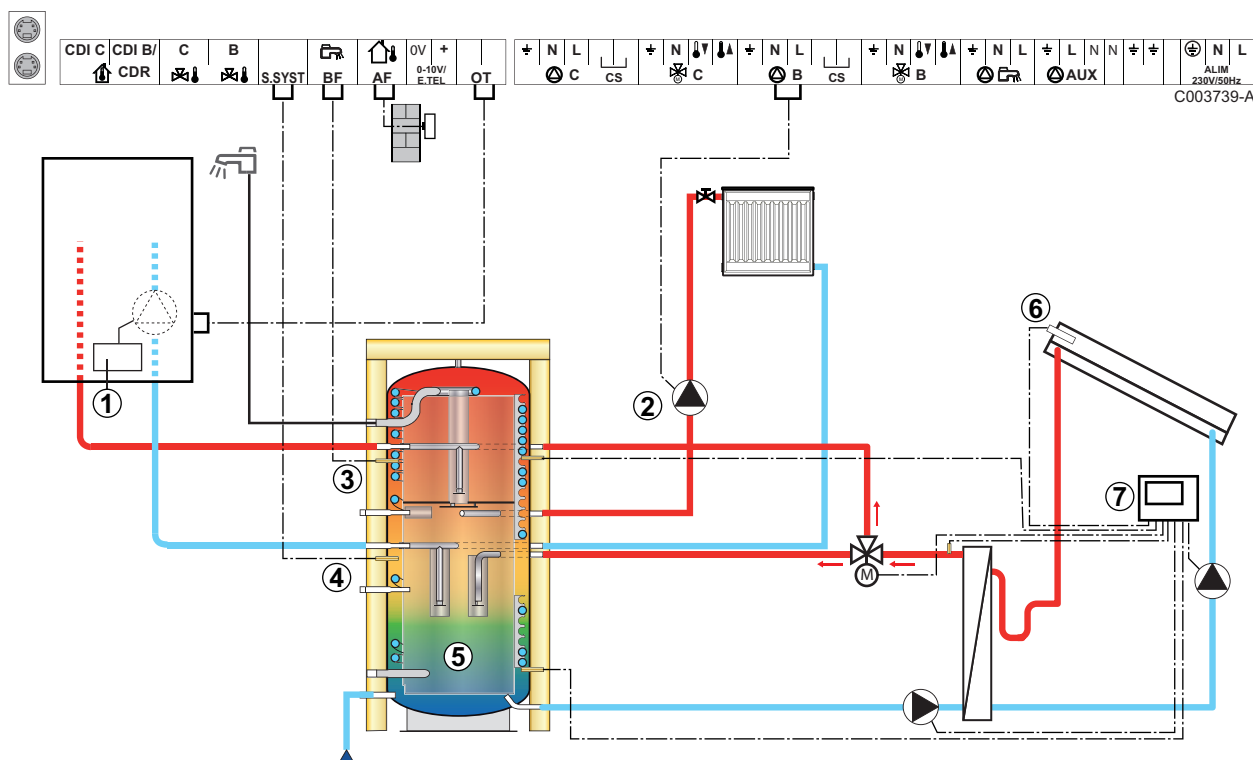 CDI C CDI B/ C B 0V + N L N N L N N L L N N N L
CDR 0-10V/
S.SYST BF AF E.TEL OT C CS M C B CS M B AUX ALIM
230V/50Hz
C003739-A
6
1
2
3
7
M
4
5